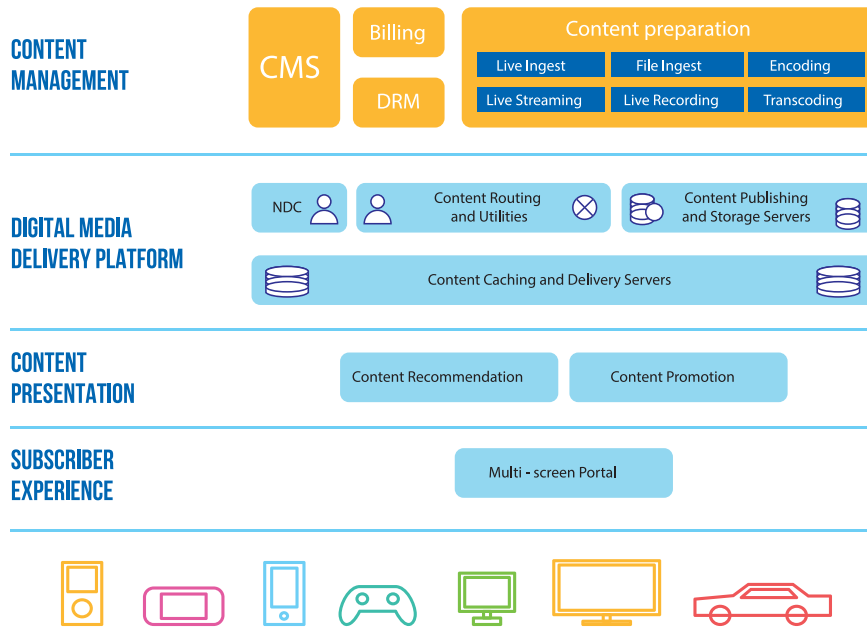 CONTENT
MANAGEMENT
CMS
Billing
DRM
Content preparation
Live Ingest
File Ingest
Encoding
Live Streaming
Live Recording
Transcoding
DIGITAL MEDIA
DELIVERY PLATFORM
NDC
Content Routing
and Utilities
Content Publishing
and Storage Servers
Content Caching and Delivery Servers
CONTENT
PRESENTATION
Content Recommendation
Content Promotion
SUBSCRIBER
EXPERIENCE
Multi - screen Portal